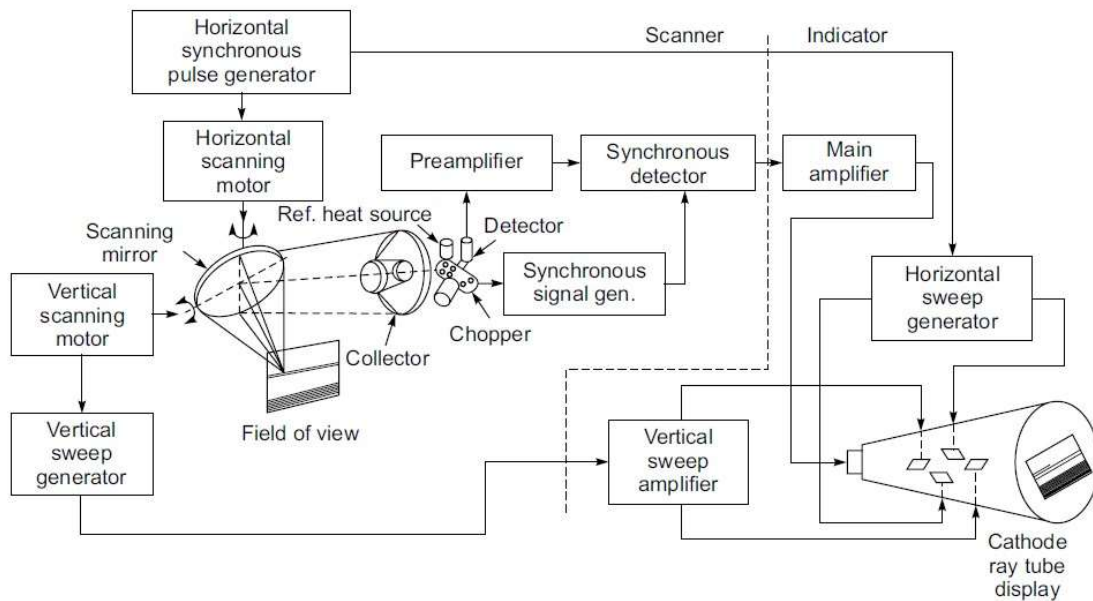 Horizontal
synchronous
pulse generator
Scanner
Indicator
Horizontal
scanning
motor
Preamplifier
Synchronous
detector
Main
amplifier
Ref. heat source
Detector
Scanning
mirror
Vertical
scanning
motor
Synchronous
signal gen.
Horizontal
sweep
generator
Chopper
Collector
Field of view
Vertical
sweep
generator
Vertical
sweep
amplifier
Cathode
ray tube
display